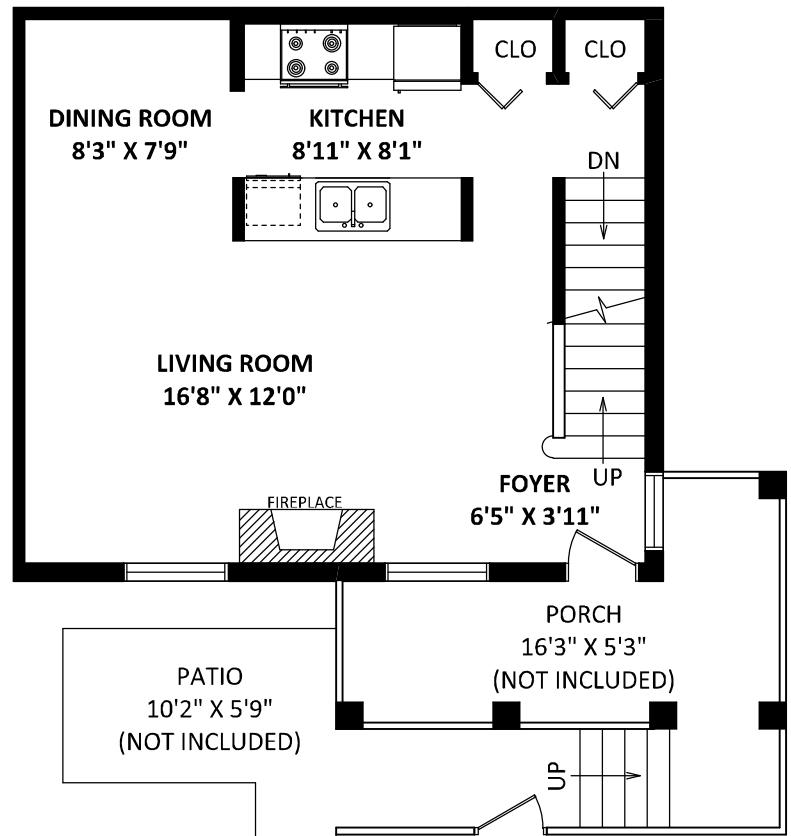 CLO
CLO
DINING ROOM
8'3" X 7'9"
KITCHEN
8'11" X 8'1"
DN
LIVING ROOM
16'8" X 12'0"
FIREPLACE
FOYER
6'5" X 3'11"
UP
PORCH
16'3" X 5'3"
(NOT INCLUDED)
PATIO
10'2" X 5'9"
(NOT INCLUDED)
UP